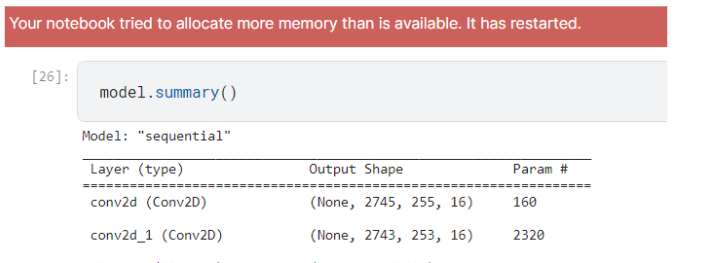 Your notebook tried to allocate more memory than is available. It has restarted.
[26]:
model.summary()
Model: "sequential"
Layer (type) Output Shape Param #
=================================================================
conv2d (Conv2D) (None, 2745, 255, 16) 160
conv2d_1 (Conv2D) (None, 2743, 253, 16) 2320